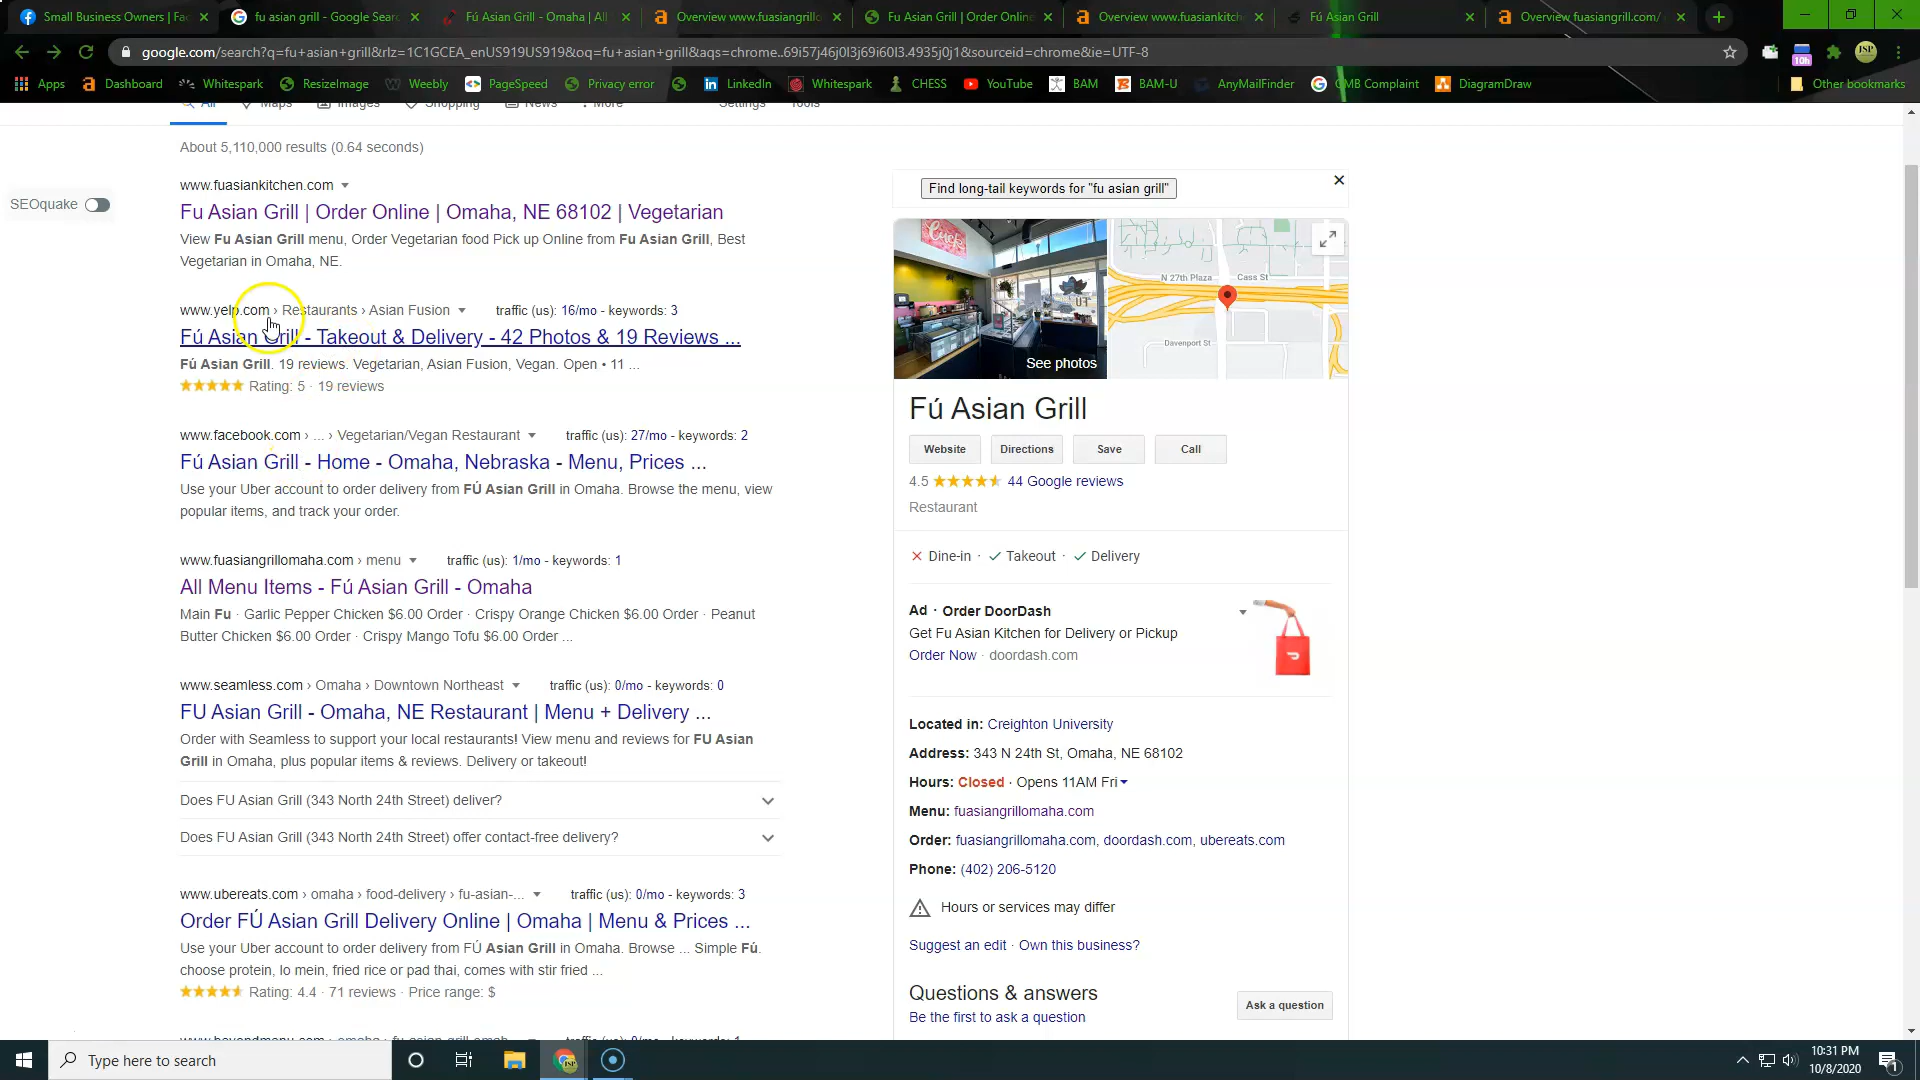 Small Business Owners | Fac
fu asian grill - Google Searc
Fú Asian Grill - Omaha | All
Overview www.fuasiangrillo
Fu Asian Grill | Order Online
Overview www.fuasiankitch
Fú Asian Grill
Overview fuasiangrill.com/
google.com/search?q=fu+asian+grill&rlz=1C1GCEA_enUS919US919&oq=fu+asian+grill&aqs=chrome..69i57j46j0l3j69i60l3.4935j0j1&sourceid=chrome&ie=UTF-8
10h
JSP
Apps
Dashboard
Whitespark
ResizeImage
Weebly
PageSpeed
Privacy error
LinkedIn
Whitespark
CHESS
YouTube
BAM
BAM-U
AnyMailFinder
GMB Complaint
DiagramDraw
Other bookmarks
All
Maps
Images
Shopping
News
More
Settings
Tools
About 5,110,000 results (0.64 seconds)
SEOquake
www.fuasiankitchen.com
Fu Asian Grill | Order Online | Omaha, NE 68102 | Vegetarian
View Fu Asian Grill menu, Order Vegetarian food Pick up Online from Fu Asian Grill, Best
Vegetarian in Omaha, NE.
www.yelp.com › Restaurants › Asian Fusion
traffic (us): 16/mo - keywords: 3
Fú Asian Grill - Takeout & Delivery - 42 Photos & 19 Reviews ...
Fú Asian Grill. 19 reviews. Vegetarian, Asian Fusion, Vegan. Open • 11 ...
Rating: 5 · 19 reviews
www.facebook.com › ... › Vegetarian/Vegan Restaurant
traffic (us): 27/mo - keywords: 2
Fú Asian Grill - Home - Omaha, Nebraska - Menu, Prices ...
Use your Uber account to order delivery from FÚ Asian Grill in Omaha. Browse the menu, view
popular items, and track your order.
www.fuasiangrillomaha.com › menu
traffic (us): 1/mo - keywords: 1
All Menu Items - Fú Asian Grill - Omaha
Main Fu · Garlic Pepper Chicken $6.00 Order · Crispy Orange Chicken $6.00 Order · Peanut
Butter Chicken $6.00 Order · Crispy Mango Tofu $6.00 Order ...
www.seamless.com › Omaha › Downtown Northeast
traffic (us): 0/mo - keywords: 0
FU Asian Grill - Omaha, NE Restaurant | Menu + Delivery ...
Order with Seamless to support your local restaurants! View menu and reviews for FU Asian
Grill in Omaha, plus popular items & reviews. Delivery or takeout!
Does FU Asian Grill (343 North 24th Street) deliver?
Does FU Asian Grill (343 North 24th Street) offer contact-free delivery?
www.ubereats.com › omaha › food-delivery › fu-asian-...
traffic (us): 0/mo - keywords: 3
Order FÚ Asian Grill Delivery Online | Omaha | Menu & Prices ...
Use your Uber account to order delivery from FÚ Asian Grill in Omaha. Browse ... Simple Fú.
choose protein, lo mein, fried rice or pad thai, comes with stir fried ...
Rating: 4.4 · 71 reviews · Price range: $
Find long-tail keywords for "fu asian grill"
See photos
N 27th Plaza
Cass St
Davenport St
Fú Asian Grill
Website
Directions
Save
Call
4.5
44 Google reviews
Restaurant
Dine-in · Takeout · Delivery
Ad · Order DoorDash
Get Fu Asian Kitchen for Delivery or Pickup
Order Now · doordash.com
Located in: Creighton University
Address: 343 N 24th St, Omaha, NE 68102
Hours: Closed · Opens 11AM Fri
Menu: fuasiangrillomaha.com
Order: fuasiangrillomaha.com, doordash.com, ubereats.com
Phone: (402) 206-5120
Hours or services may differ
Suggest an edit · Own this business?
Questions & answers
Be the first to ask a question
Ask a question
Type here to search
10:31 PM
10/8/2020
1